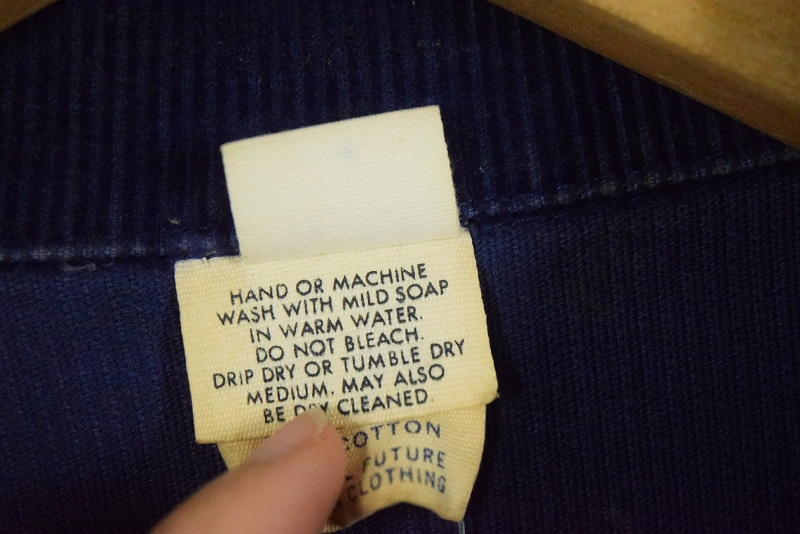 HAND OR MACHINE
WASH WITH MILD SOAP
IN WARM WATER.
DO NOT BLEACH.
DRIP DRY OR TUMBLE DRY
MEDIUM. MAY ALSO
BE DRY CLEANED.
COTTON
FUTURE
CLOTHING